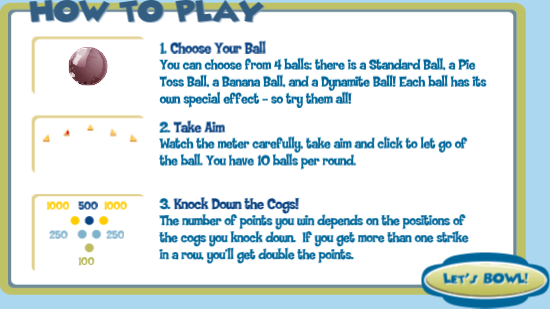 HOW TO PLAY
1. Choose Your Ball
You can choose from 4 balls: there is a Standard Ball, a Pie
Toss Ball, a Banana Ball, and a Dynamite Ball! Each ball has its
own special effect - so try them all!
2. Take Aim
Watch the meter carefully, take aim and click to let go of
the ball. You have 10 balls per round.
1000 500 1000
250 250
100
3. Knock Down the Cogs!
The number of points you win depends on the positions of
the cogs you knock down. If you get more than one strike
in a row, you'll get double the points.
LET'S BOWL!